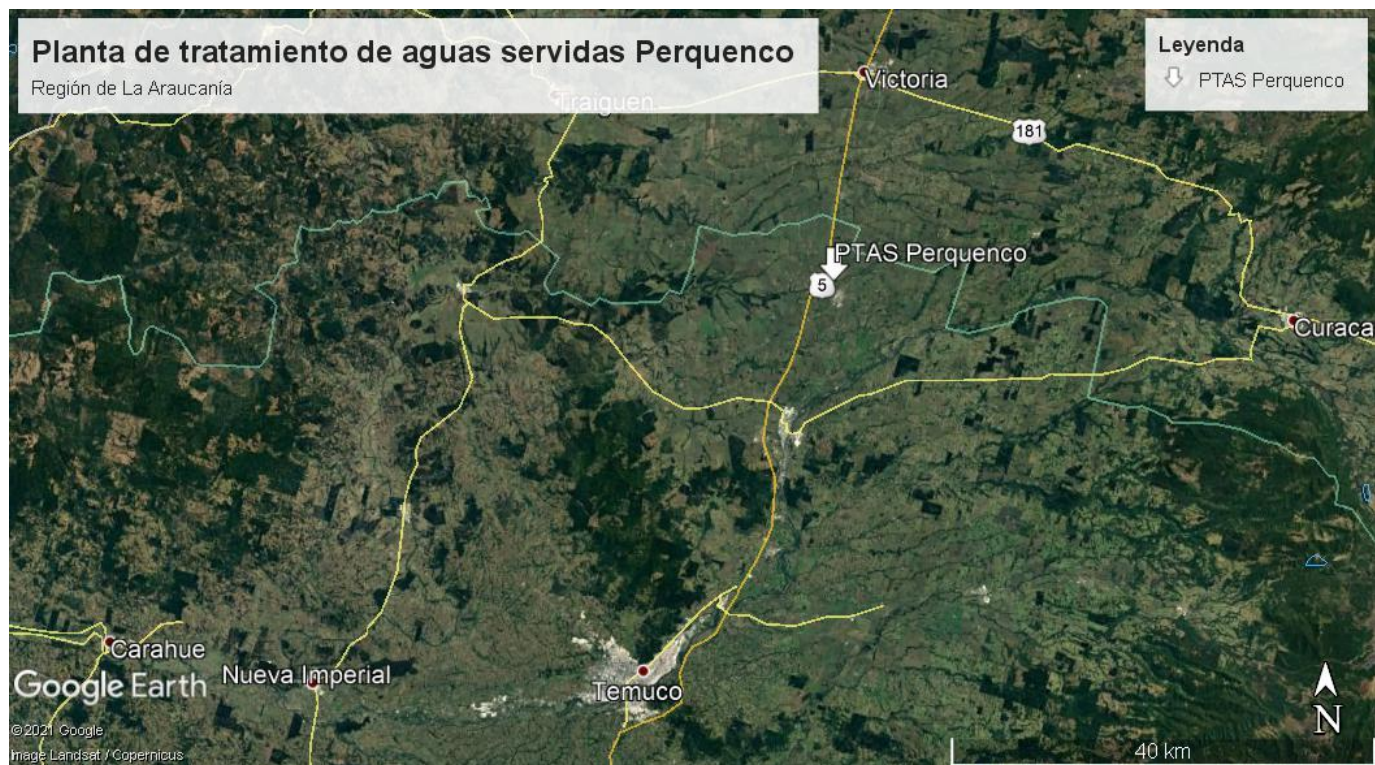 Planta de tratamiento de aguas servidas Perquenco
Región de La Araucanía
Leyenda
PTAS Perquenco
Traiguen
Victoria
181
PTAS Perquenco
5
Curaca
Carahue
Nueva Imperial
Temuco
Google Earth
N
© 2021 Google
Image Landsat / Copernicus
40 km